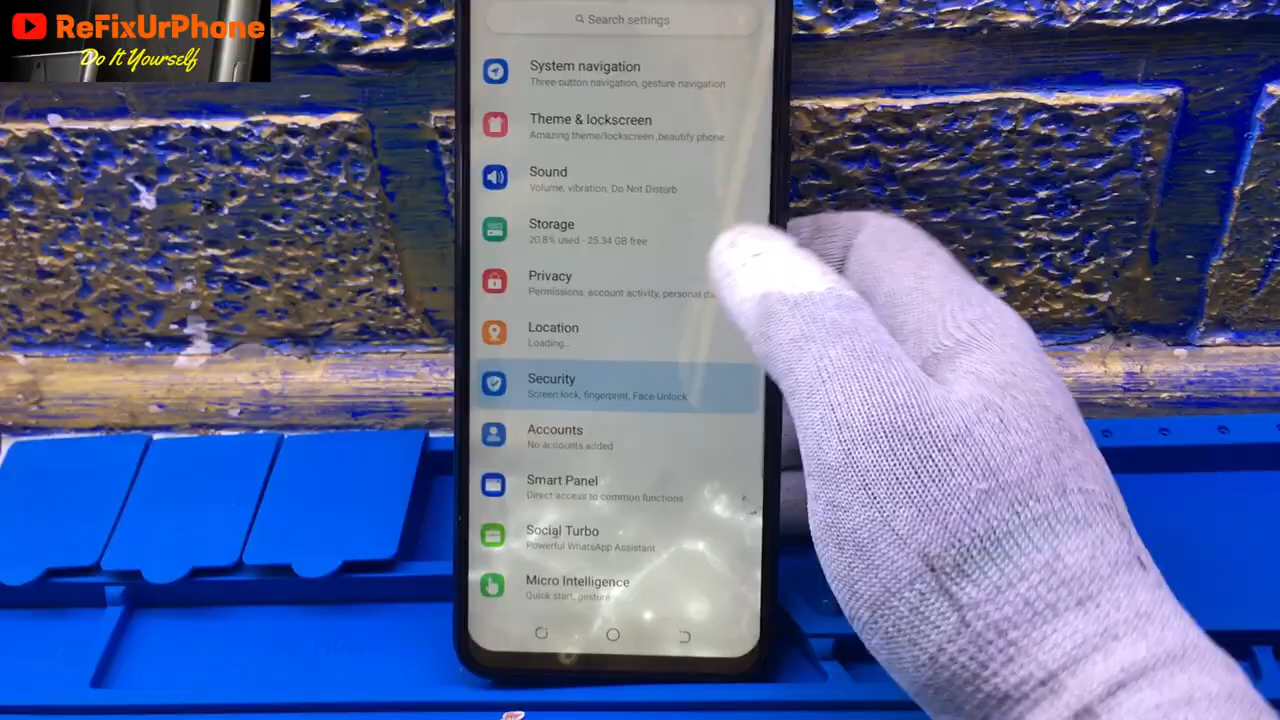 ReFixUrPhone
Do It Yourself
Search settings
System navigation
Three-button navigation, gesture navigation
Theme & lockscreen
Amazing theme/lockscreen ,beautify phone
Sound
Volume, vibration, Do Not Disturb
Storage
20.8% used - 25.34 GB free
Privacy
Permissions, account activity, personal
Location
Loading...
Security
Screen lock, fingerprint, Face Unlock
Accounts
No accounts added
Smart Panel
Direct access to common functions
Social Turbo
Powerful WhatsApp Assistant
Micro Intelligence
Quick start, gesture